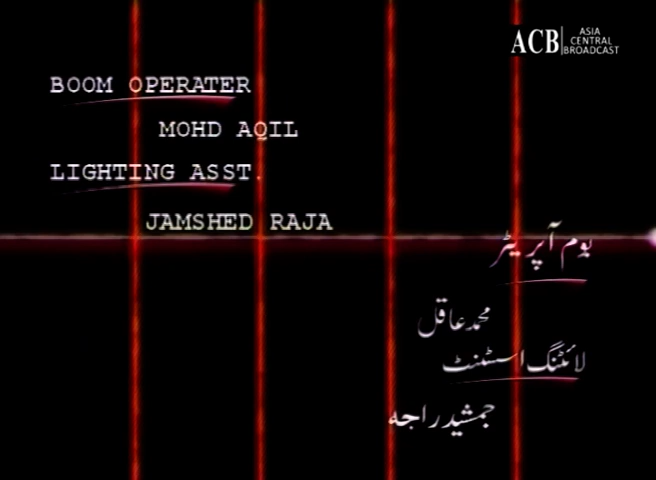 ACB ASIA
CENTRAL
BROADCAST
BOOM OPERATER
MOHD AQIL
LIGHTING ASST.
JAMSHED RAJA
بوم آپریٹر
محمد عاقل
لائٹنگ اسسٹنٹ
جمشید راجہ